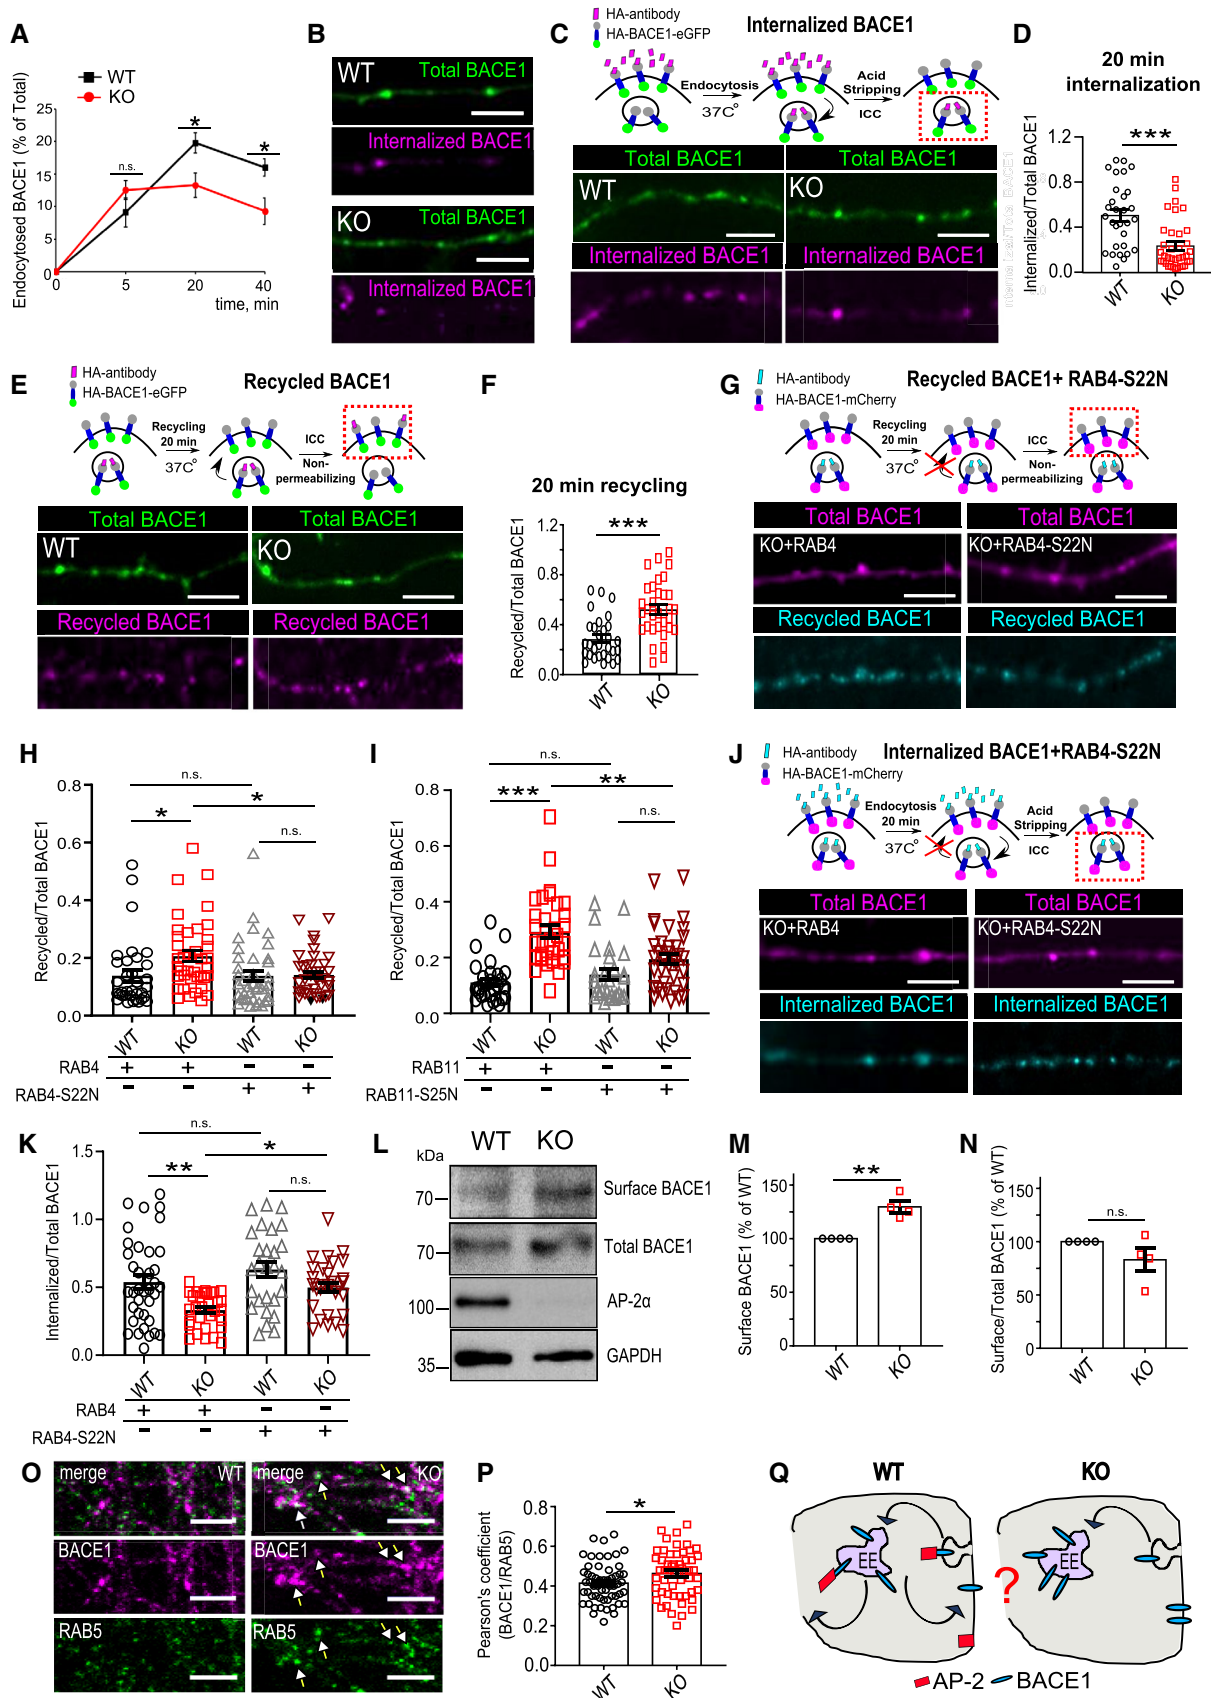 A
WT
KO
Endocytosed BACE1 (% of Total)
25
20
15
10
5
0
n.s.
*
*
0
5
20
40
time, min
B
WT
Total BACE1
Internalized BACE1
KO
Total BACE1
Internalized BACE1
C
HA-antibody
HA-BACE1-eGFP
Internalized BACE1
Endocytosis
37C°
Acid
Stripping
ICC
Total BACE1
Total BACE1
WT
KO
Internalized BACE1
Internalized BACE1
D
20 min
internalization
Internalized/Total BACE1
1.2
0.8
0.4
0.0
***
WT
KO
E
HA-antibody
HA-BACE1-eGFP
Recycled BACE1
Recycling
20 min
37C°
ICC
Non-
permeabilizing
Total BACE1
Total BACE1
WT
KO
Recycled BACE1
Recycled BACE1
F
20 min recycling
Recycled/Total BACE1
1.2
0.8
0.4
0.0
***
WT
KO
G
HA-antibody
HA-BACE1-mCherry
Recycled BACE1+ RAB4-S22N
Recycling
20 min
37C°
ICC
Non-
permeabilizing
Total BACE1
Total BACE1
KO+RAB4
KO+RAB4-S22N
Recycled BACE1
Recycled BACE1
H
Recycled/Total BACE1
0.8
0.6
0.4
0.2
0.0
n.s.
*
*
n.s.
WT
KO
WT
KO
RAB4 + + - -
RAB4-S22N - - + +
I
Recycled/Total BACE1
0.8
0.6
0.4
0.2
0.0
n.s.
**
***
n.s.
WT
KO
WT
KO
RAB11 + + - -
RAB11-S25N - - + +
J
HA-antibody
HA-BACE1-mCherry
Internalized BACE1+RAB4-S22N
Endocytosis
20 min
37C°
Acid
Stripping
ICC
Total BACE1
Total BACE1
KO+RAB4
KO+RAB4-S22N
Internalized BACE1
Internalized BACE1
K
Internalized/Total BACE1
1.5
1.0
0.5
0.0
n.s.
*
**
n.s.
WT
KO
WT
KO
RAB4 + + - -
RAB4-S22N - - + +
L
kDa
WT
KO
70
Surface BACE1
70
Total BACE1
100
AP-2α
35
GAPDH
M
Surface BACE1 (% of WT)
150
125
100
75
50
25
0
**
WT
KO
N
Surface/Total BACE1 (% of WT)
150
125
100
75
50
25
0
n.s.
WT
KO
O
merge
WT
merge
KO
BACE1
BACE1
RAB5
RAB5
P
Pearson's coefficient
(BACE1/RAB5)
0.8
0.6
0.4
0.2
0.0
*
WT
KO
Q
WT
KO
EE
EE
?
AP-2
BACE1